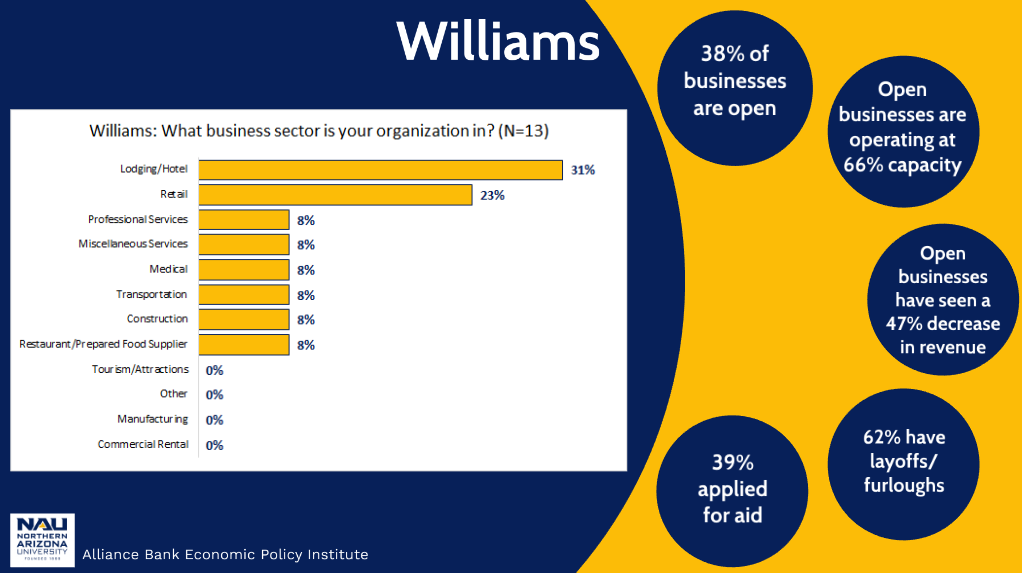 Williams
Williams: What business sector is your organization in? (N=13)
Lodging/Hotel 31%
Retail 23%
Professional Services 8%
Miscellaneous Services 8%
Medical 8%
Transportation 8%
Construction 8%
Restaurant/Prepared Food Supplier 8%
Tourism/Attractions 0%
Other 0%
Manufacturing 0%
Commercial Rental 0%
38% of
businesses
are open
Open
businesses are
operating at
66% capacity
Open
businesses
have seen a
47% decrease
in revenue
62% have
layoffs/
furloughs
39%
applied
for aid
NAU
NORTHERN
ARIZONA
UNIVERSITY
FOUNDED 1899
Alliance Bank Economic Policy Institute